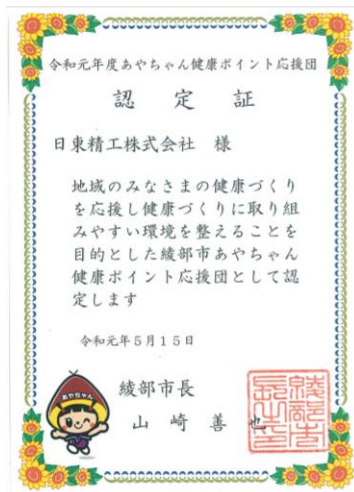 令和元年度あやちゃん健康ポイント応援団
認定証
日東精工株式会社 様
地域のみなさまの健康づくり
を応援し健康づくりに取り組
みやすい環境を整えることを
目的とした綾部市あやちゃん
健康ポイント応援団として認
定します
令和元年5月15日
あやちゃん
綾部市長
山崎善也
綾部市
長之印